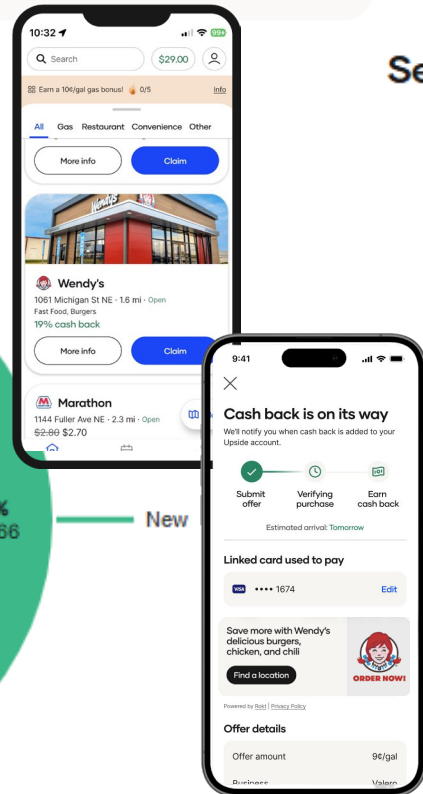 10:32
99+
Search
$29.00
Earn a 10¢/gal gas bonus! 0/5 Info
All Gas Restaurant Convenience Other
More info Claim
Wendy's
Wendy's
1061 Michigan St NE · 1.6 mi · Open
Fast Food, Burgers
19% cash back
More info Claim
Marathon
1144 Fuller Ave NE · 2.3 mi · Open
$2.80 $2.70
Se
%
66
New
9:41
Cash back is on its way
We'll notify you when cash back is added to your
Upside account.
Submit offer
Verifying purchase
Earn cash back
Estimated arrival: Tomorrow
Linked card used to pay
VISA •••• 1674 Edit
Save more with Wendy's
delicious burgers,
chicken, and chili
Find a location
ORDER NOW!
Powered by Rokt | Privacy Policy
Offer details
Offer amount 9¢/gal
Business Valero